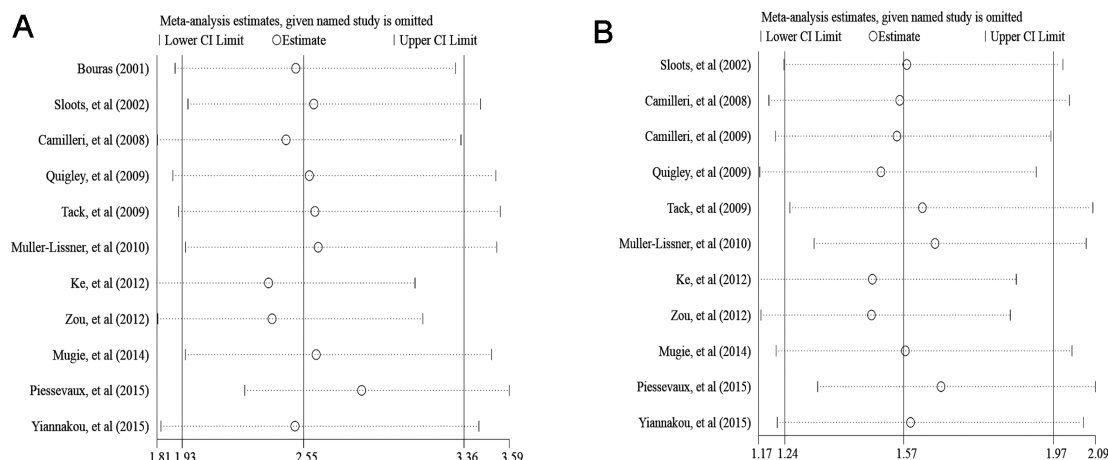 A
Meta-analysis estimates, given named study is omitted
| Lower CI Limit ○Estimate | Upper CI Limit
Bouras (2001)
Sloots, et al (2002)
Camilleri, et al (2008)
Quigley, et al (2009)
Tack, et al (2009)
Muller-Lissner, et al (2010)
Ke, et al (2012)
Zou, et al (2012)
Mugie, et al (2014)
Piessevaux, et al (2015)
Yiannakou, et al (2015)
1.81 1.93 2.55 3.36 3.59
B
Meta-analysis estimates, given named study is omitted
| Lower CI Limit ○Estimate | Upper CI Limit
Sloots, et al (2002)
Camilleri, et al (2008)
Camilleri, et al (2009)
Quigley, et al (2009)
Tack, et al (2009)
Muller-Lissner, et al (2010)
Ke, et al (2012)
Zou, et al (2012)
Mugie, et al (2014)
Piessevaux, et al (2015)
Yiannakou, et al (2015)
1.17 1.24 1.57 1.97 2.09